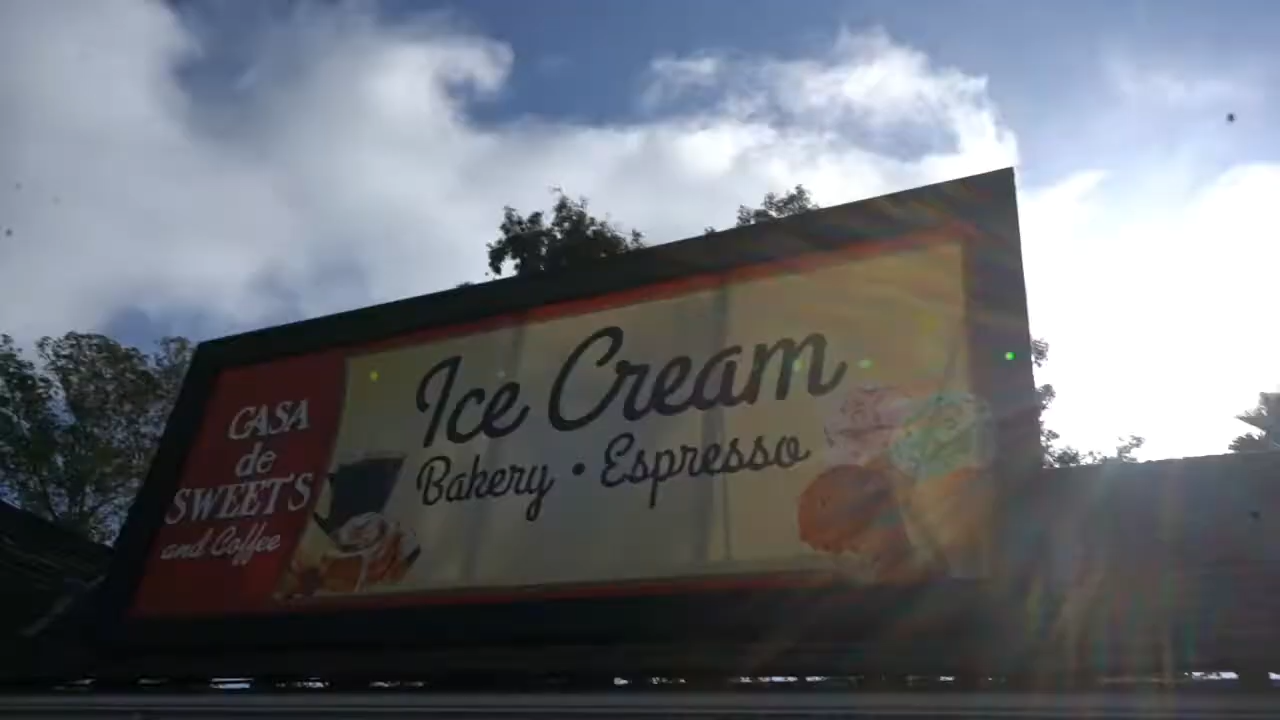 CASA
de
SWEETS
and Coffee
Ice Cream
Bakery • Espresso